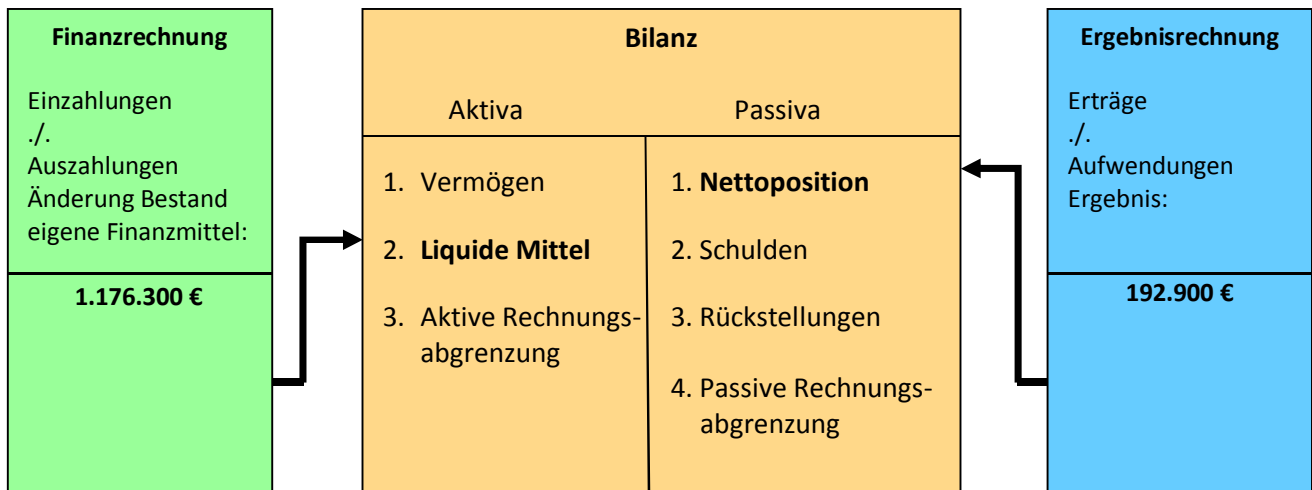 Finanzrechnung
Einzahlungen
./.
Auszahlungen
Änderung Bestand
eigene Finanzmittel:
1.176.300 €
Bilanz
Aktiva
Passiva
1. Vermögen
2. Liquide Mittel
3. Aktive Rechnungs-
abgrenzung
1. Nettoposition
2. Schulden
3. Rückstellungen
4. Passive Rechnungs-
abgrenzung
Ergebnisrechnung
Erträge
./.
Aufwendungen
Ergebnis:
192.900 €